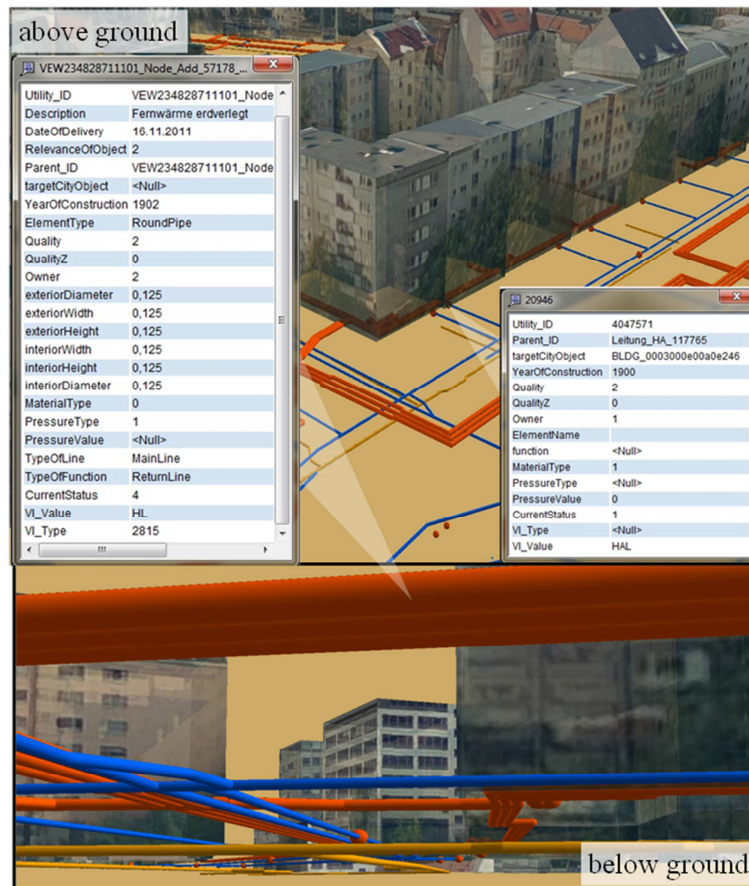 above ground
VEW234828711101_Node_Add_57178_...
Utility_ID VEW234828711101_Node
Description Fernwärme erdverlegt
DateOfDelivery 16.11.2011
RelevanceOfObject 2
Parent_ID VEW234828711101_Node
targetCityObject <Null>
YearOfConstruction 1902
ElementType RoundPipe
Quality 2
QualityZ 0
Owner 2
exteriorDiameter 0,125
exteriorWidth 0,125
exteriorHeight 0,125
interiorWidth 0,125
interiorHeight 0,125
interiorDiameter 0,125
MaterialType 0
PressureType 1
PressureValue <Null>
TypeOfLine MainLine
TypeOfFunction ReturnLine
CurrentStatus 4
VI_Value HL
VI_Type 2815
20946
Utility_ID 4047571
Parent_ID Leitung_HA_117765
targetCityObject BLDG_0003000e00a0e246
YearOfConstruction 1900
Quality 2
QualityZ 0
Owner 1
ElementName
function <Null>
MaterialType 1
PressureType <Null>
PressureValue 0
CurrentStatus 1
VI_Type <Null>
VI_Value HAL
below ground